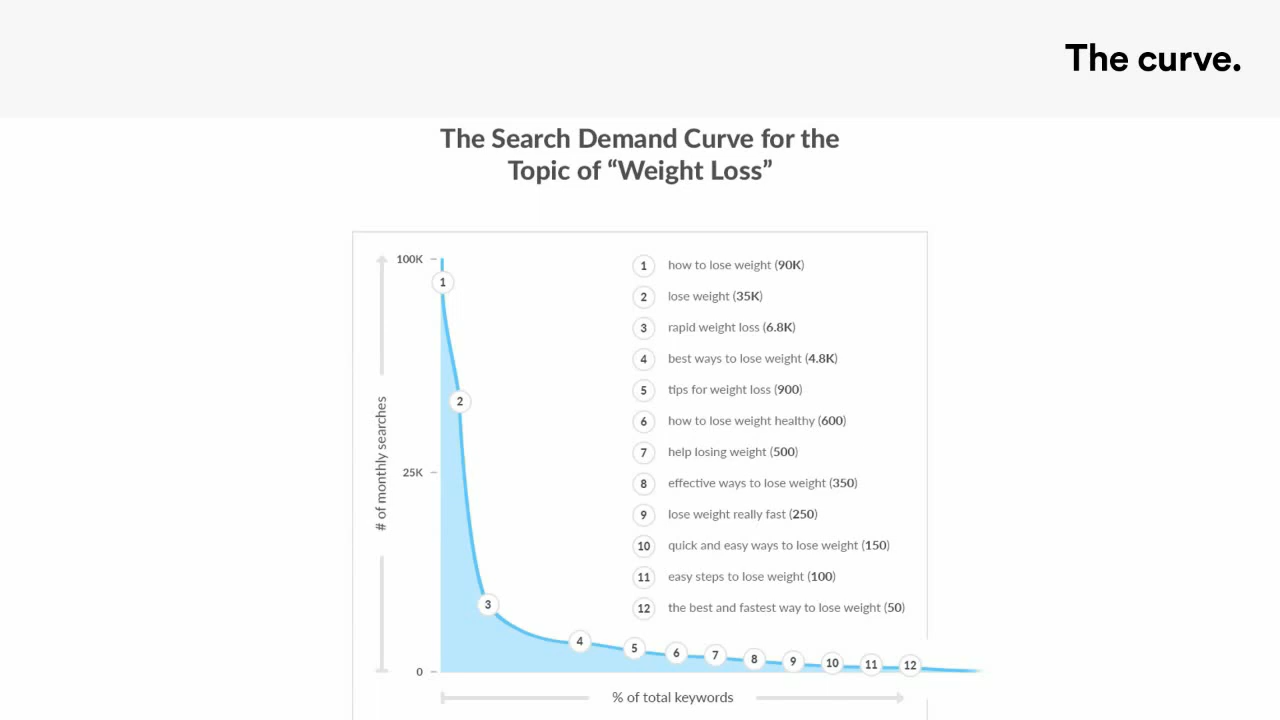 The curve.
The Search Demand Curve for the
Topic of “Weight Loss”
100K
25K
0
# of monthly searches
1 how to lose weight (90K)
2 lose weight (35K)
3 rapid weight loss (6.8K)
4 best ways to lose weight (4.8K)
5 tips for weight loss (900)
6 how to lose weight healthy (600)
7 help losing weight (500)
8 effective ways to lose weight (350)
9 lose weight really fast (250)
10 quick and easy ways to lose weight (150)
11 easy steps to lose weight (100)
12 the best and fastest way to lose weight (50)
1
2
3
4 5 6 7 8 9 10 11 12
% of total keywords